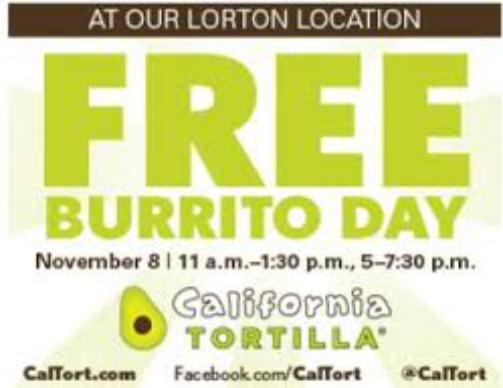 AT OUR LORTON LOCATION
FREE
BURRITO DAY
November 8 | 11 a.m.–1:30 p.m., 5–7:30 p.m.
California
TORTILLA®
CalTort.com Facebook.com/CalTort @CalTort